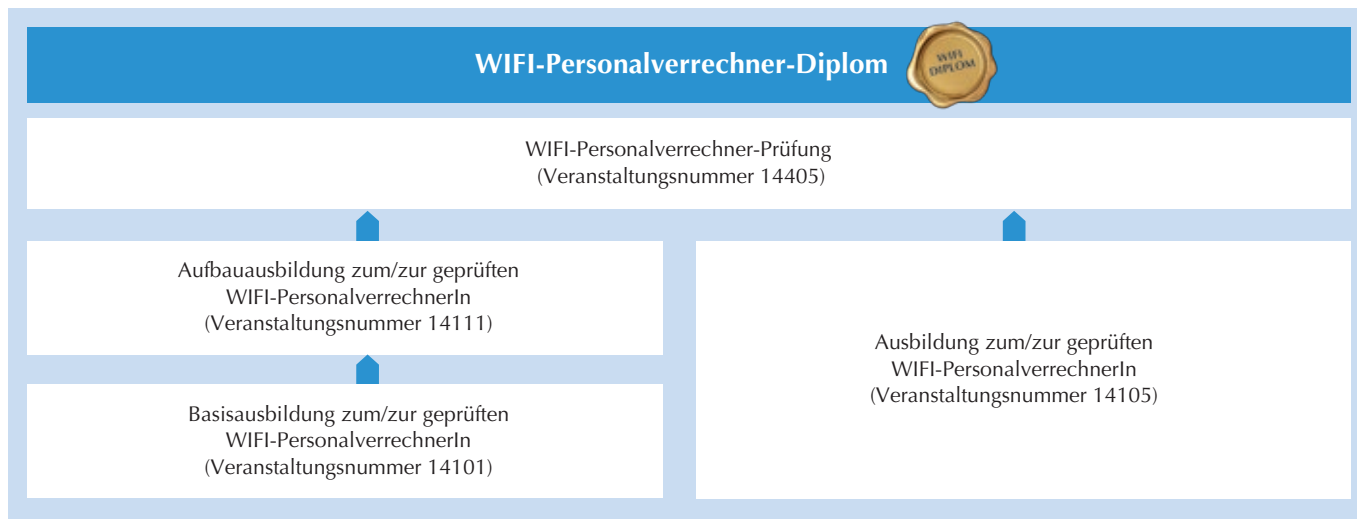 WIFI-Personalverrechner-Diplom
WIFI
DIPLOM
WIFI-Personalverrechner-Prüfung
(Veranstaltungsnummer 14405)
Aufbauausbildung zum/zur geprüften
WIFI-PersonalverrechnerIn
(Veranstaltungsnummer 14111)
Basisausbildung zum/zur geprüften
WIFI-PersonalverrechnerIn
(Veranstaltungsnummer 14101)
Ausbildung zum/zur geprüften
WIFI-PersonalverrechnerIn
(Veranstaltungsnummer 14105)